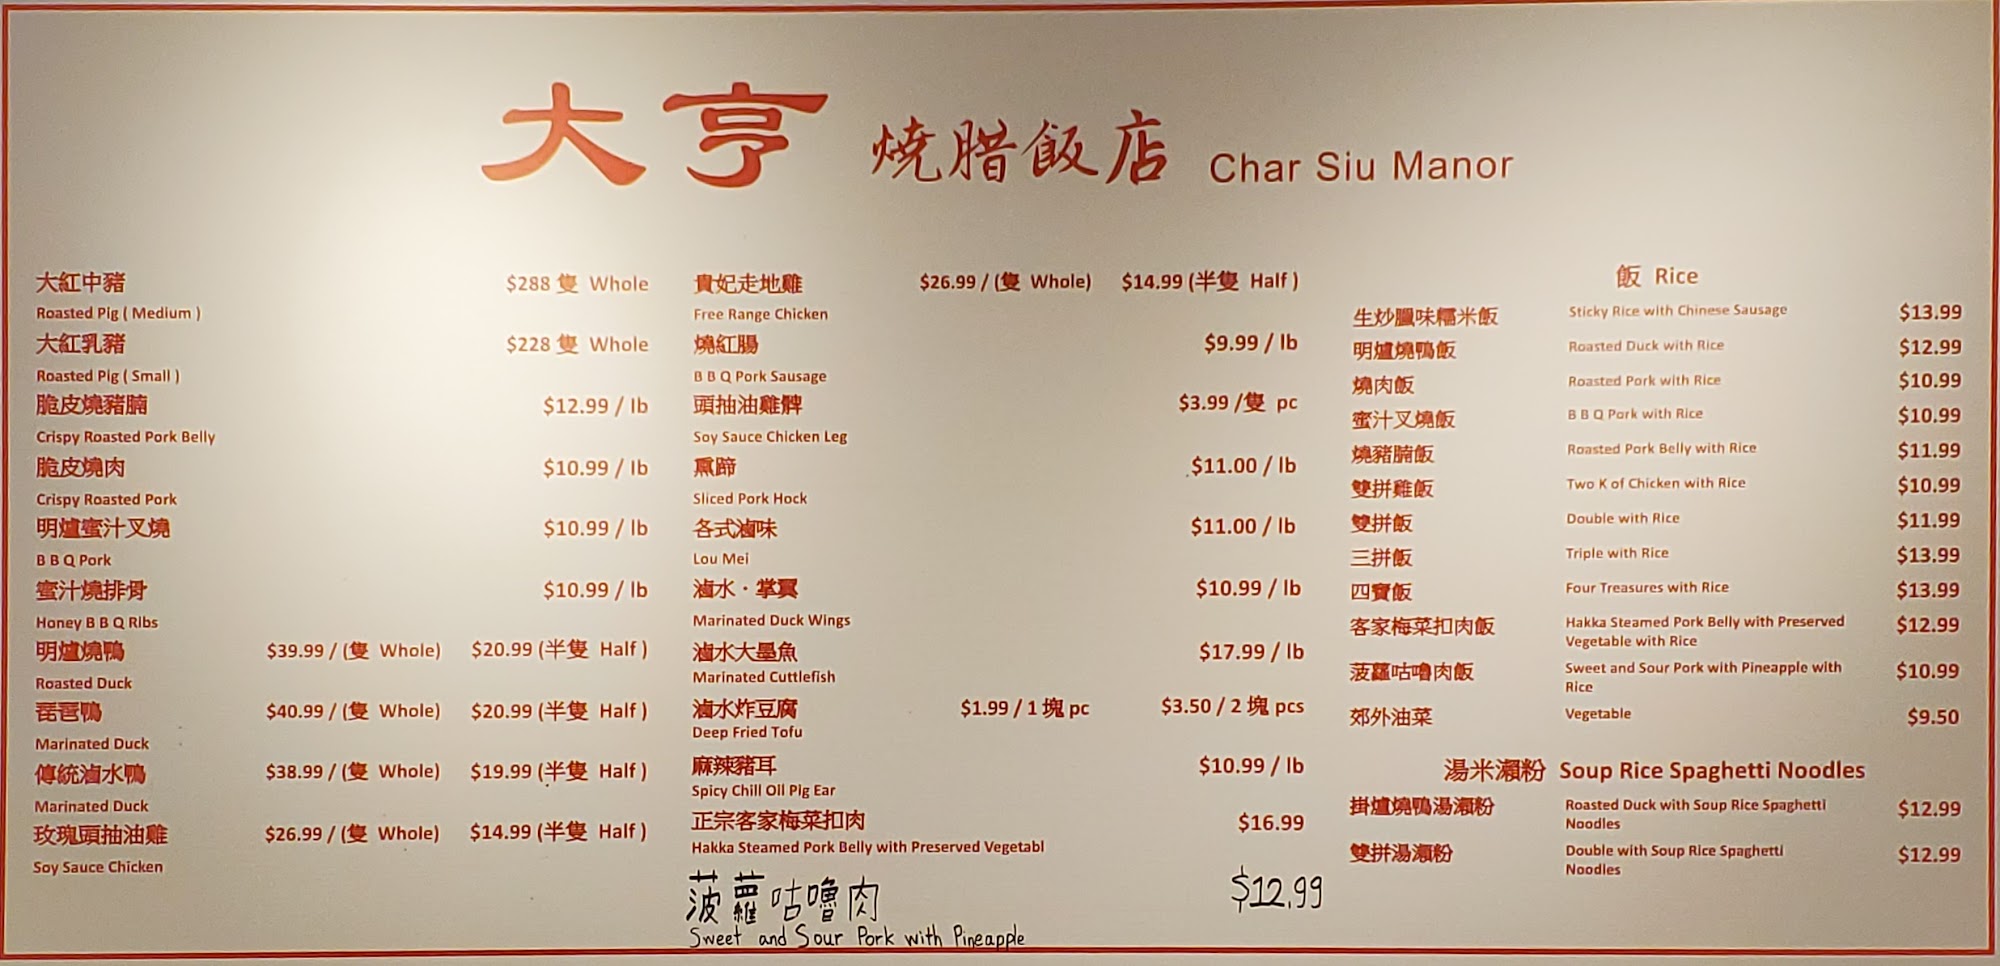 大亨 燒腊飯店 Char Siu Manor
大紅中豬 $288 隻 Whole
Roasted Pig ( Medium )
大紅乳豬 $228 隻 Whole
Roasted Pig ( Small )
脆皮燒豬腩 $12.99 / lb
Crispy Roasted Pork Belly
脆皮燒肉 $10.99 / lb
Crispy Roasted Pork
明爐蜜汁叉燒 $10.99 / lb
B B Q Pork
蜜汁燒排骨 $10.99 / lb
Honey B B Q Ribs
明爐燒鴨 $39.99 / (隻 Whole) $20.99 (半隻 Half )
Roasted Duck
琵琶鴨 $40.99 / (隻 Whole) $20.99 (半隻 Half )
Marinated Duck
傳統滷水鴨 $38.99 / (隻 Whole) $19.99 (半隻 Half )
Marinated Duck
玫瑰頭抽油雞 $26.99 / (隻 Whole) $14.99 (半隻 Half )
Soy Sauce Chicken
貴妃走地雞 $26.99 / (隻 Whole) $14.99 (半隻 Half )
Free Range Chicken
燒紅腸 $9.99 / lb
B B Q Pork Sausage
頭抽油雞髀 $3.99 /隻 pc
Soy Sauce Chicken Leg
熏蹄 $11.00 / lb
Sliced Pork Hock
各式滷味 $11.00 / lb
Lou Mei
滷水 · 掌翼 $10.99 / lb
Marinated Duck Wings
滷水大墨魚 $17.99 / lb
Marinated Cuttlefish
滷水炸豆腐 $1.99 / 1 塊 pc $3.50 / 2 塊 pcs
Deep Fried Tofu
麻辣豬耳 $10.99 / lb
Spicy Chill Oil Pig Ear
正宗客家梅菜扣肉 $16.99
Hakka Steamed Pork Belly with Preserved Vegetabl
菠蘿咕嚕肉 $12.99
Sweet and Sour Pork with Pineapple
飯 Rice
生炒臘味糯米飯 Sticky Rice with Chinese Sausage $13.99
明爐燒鴨飯 Roasted Duck with Rice $12.99
燒肉飯 Roasted Pork with Rice $10.99
蜜汁叉燒飯 B B Q Pork with Rice $10.99
燒豬腩飯 Roasted Pork Belly with Rice $11.99
雙拼雞飯 Two K of Chicken with Rice $10.99
雙拼飯 Double with Rice $11.99
三拼飯 Triple with Rice $13.99
四寶飯 Four Treasures with Rice $13.99
客家梅菜扣肉飯 Hakka Steamed Pork Belly with Preserved $12.99
Vegetable with Rice
菠蘿咕嚕肉飯 Sweet and Sour Pork with Pineapple with $10.99
Rice
郊外油菜 Vegetable $9.50
湯米瀨粉 Soup Rice Spaghetti Noodles
掛爐燒鴨湯瀨粉 Roasted Duck with Soup Rice Spaghetti $12.99
Noodles
雙拼湯瀨粉 Double with Soup Rice Spaghetti $12.99
Noodles